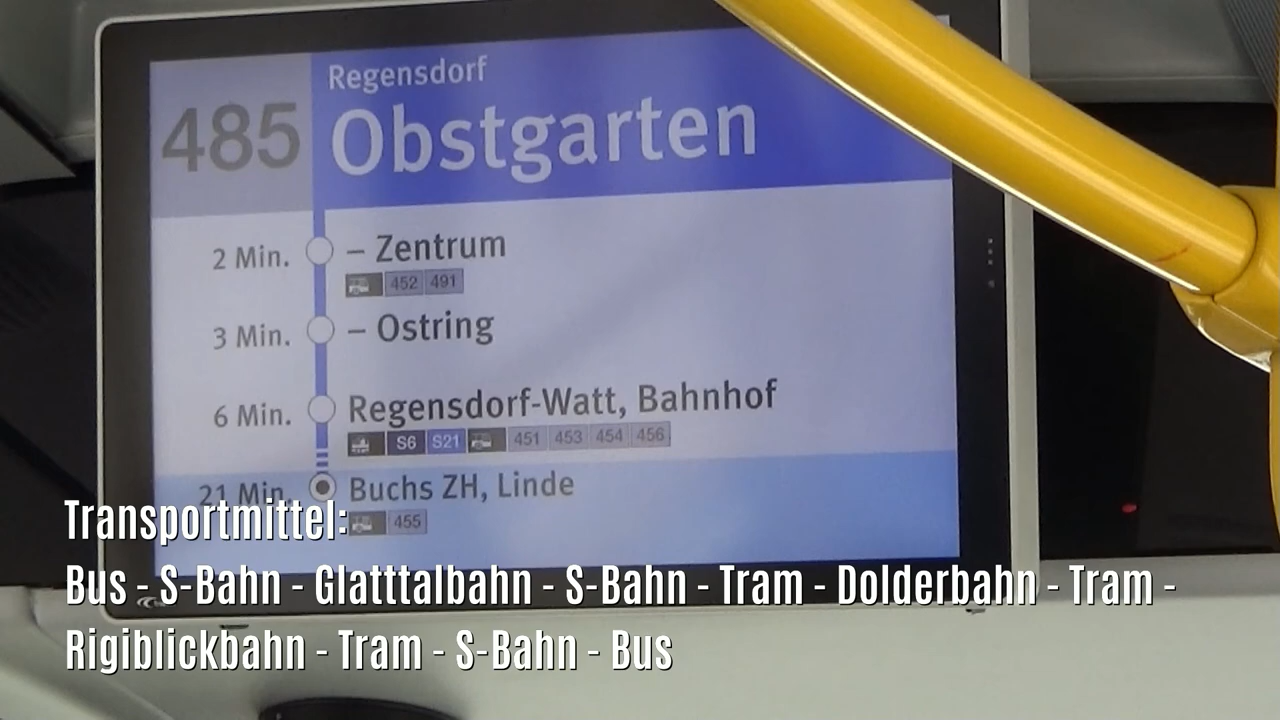 485
Regensdorf
Obstgarten
2 Min. – Zentrum
452 491
3 Min. – Ostring
6 Min. Regensdorf-Watt, Bahnhof
S6 S21 451 453 454 456
21 Min. Buchs ZH, Linde
455
Transportmittel:
Bus - S-Bahn - Glatttalbahn - S-Bahn - Tram - Dolderbahn - Tram -
Rigiblickbahn - Tram - S-Bahn - Bus